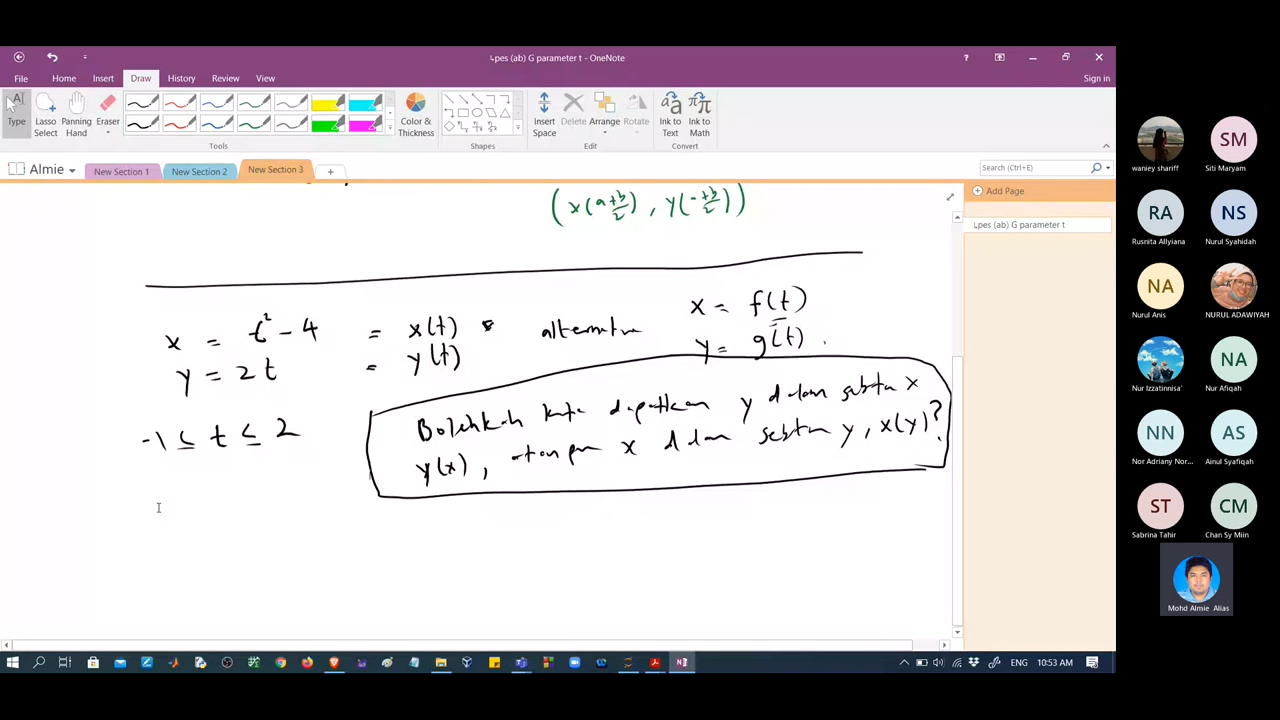 ↳pes (ab) G parameter t - OneNote
File Home Insert Draw History Review View
Sign in
Type Lasso Select Panning Hand Eraser Color & Thickness Insert Space Delete Arrange Rotate Ink to Text Ink to Math
Tools Shapes Edit Convert
Almie New Section 1 New Section 2 New Section 3 +
Search (Ctrl+E)
Add Page
↳pes (ab) G parameter t
(x(a+b/2), y(-+b/2))
x = t² - 4 = x(t)
y = 2t = y(t)
-1 ≤ t ≤ 2
x = f(t)
y = g(t).
Bolehkah kita dapatkan y dalam sebutan x
y(x), ataupun x dalam sebutan y, x(y)?
waniey shariff
SM
Siti Maryam
RA
Rusnita Allyiana
NS
Nurul Syahidah
NA
Nurul Anis
NURUL ADAWIYAH
Nur Izzatinnisa'
NA
Nur Afiqah
NN
Nor Adriany Nor...
AS
Ainul Syafiqah
ST
Sabrina Tahir
CM
Chan Sy Miin
Mohd Almie Alias
ENG 10:53 AM